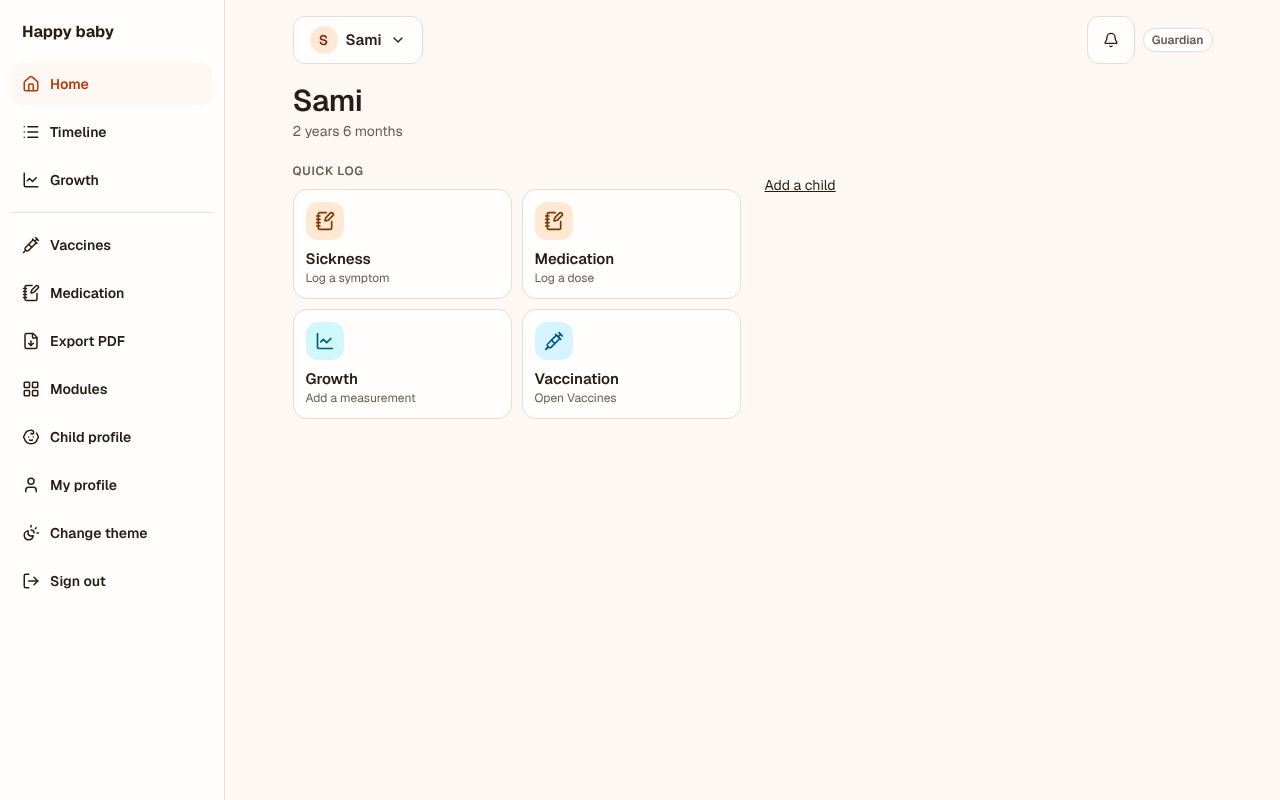 Happy baby
Home
Timeline
Growth
Vaccines
Medication
Export PDF
Modules
Child profile
My profile
Change theme
Sign out
S Sami
Guardian
Sami
2 years 6 months
QUICK LOG
Sickness
Log a symptom
Medication
Log a dose
Growth
Add a measurement
Vaccination
Open Vaccines
Add a child